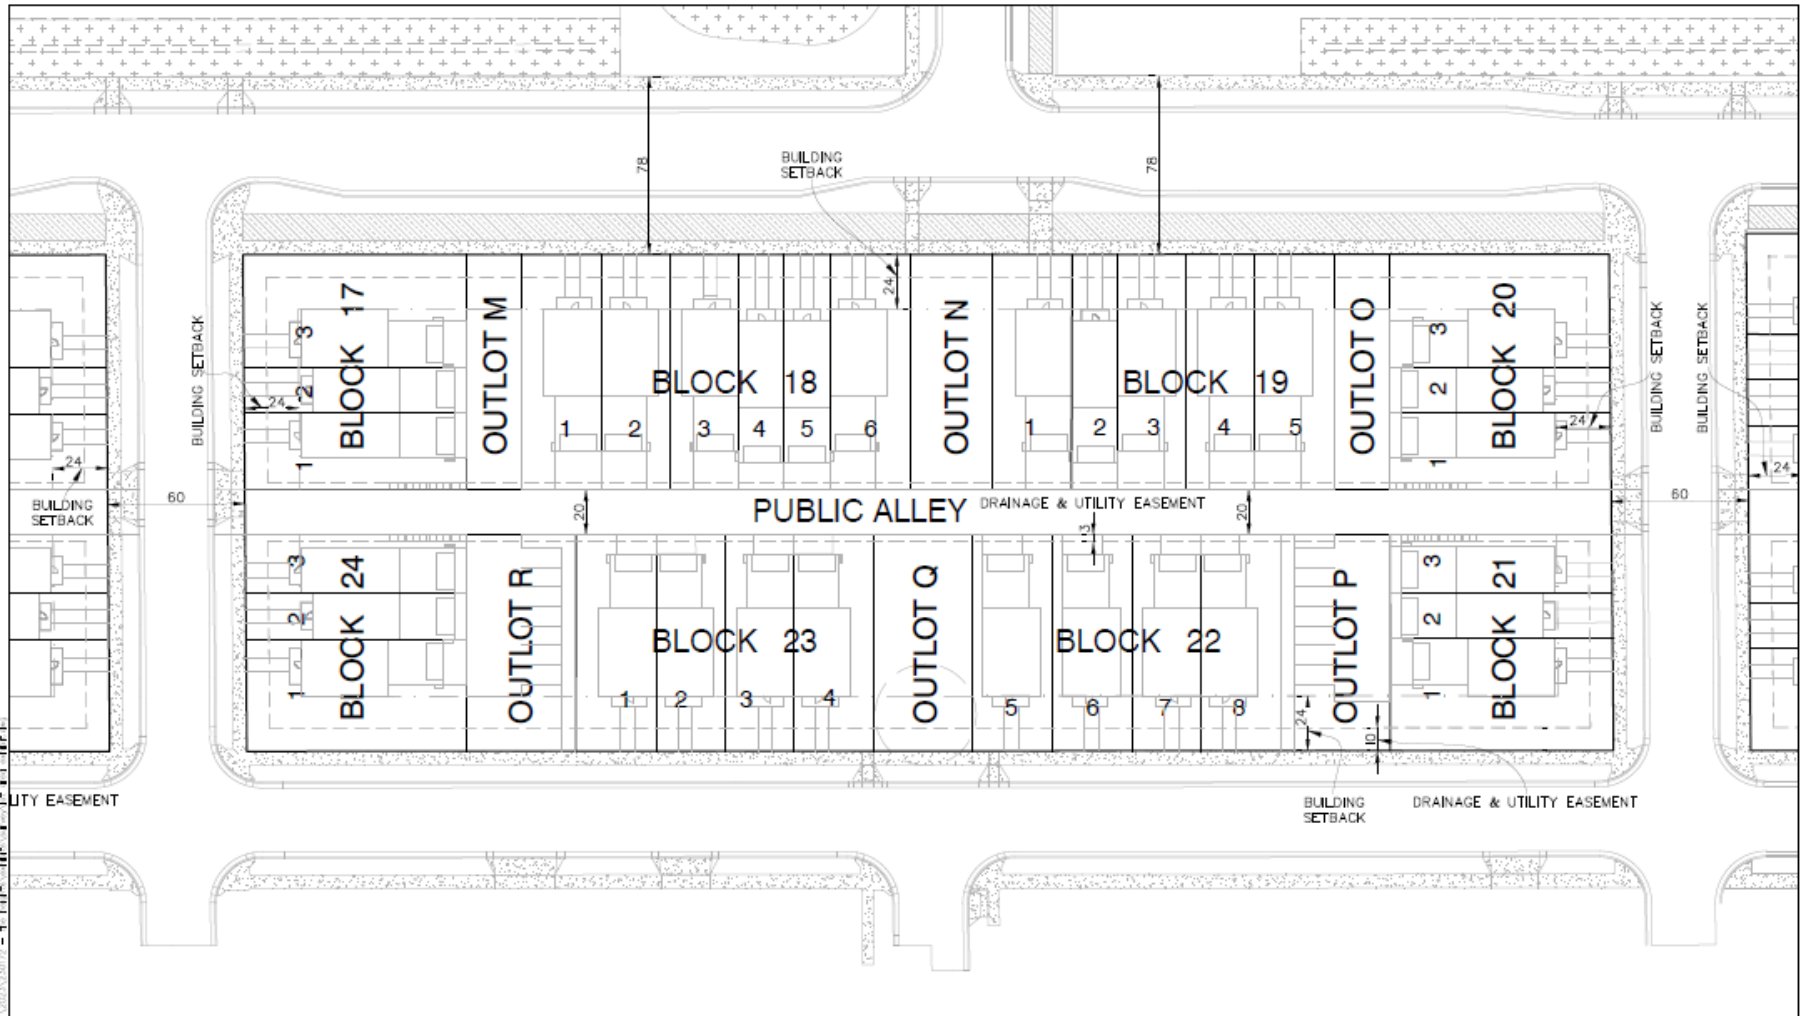 78
78
BUILDING
SETBACK
24
BLOCK 17
3
2
1
24
BUILDING SETBACK
OUTLOT M
BLOCK 18
1
2
3
4
5
6
OUTLOT N
BLOCK 19
1
2
3
4
5
OUTLOT O
BLOCK 20
3
2
1
24
BUILDING SETBACK
BUILDING SETBACK
24
24
BUILDING
SETBACK
60
60
20
PUBLIC ALLEY
DRAINAGE & UTILITY EASEMENT
20
3
BLOCK 24
3
2
1
OUTLOT R
BLOCK 23
1
2
3
4
OUTLOT Q
BLOCK 22
5
6
7
8
OUTLOT P
24
10
BLOCK 21
3
2
1
LITY EASEMENT
BUILDING
SETBACK
DRAINAGE & UTILITY EASEMENT